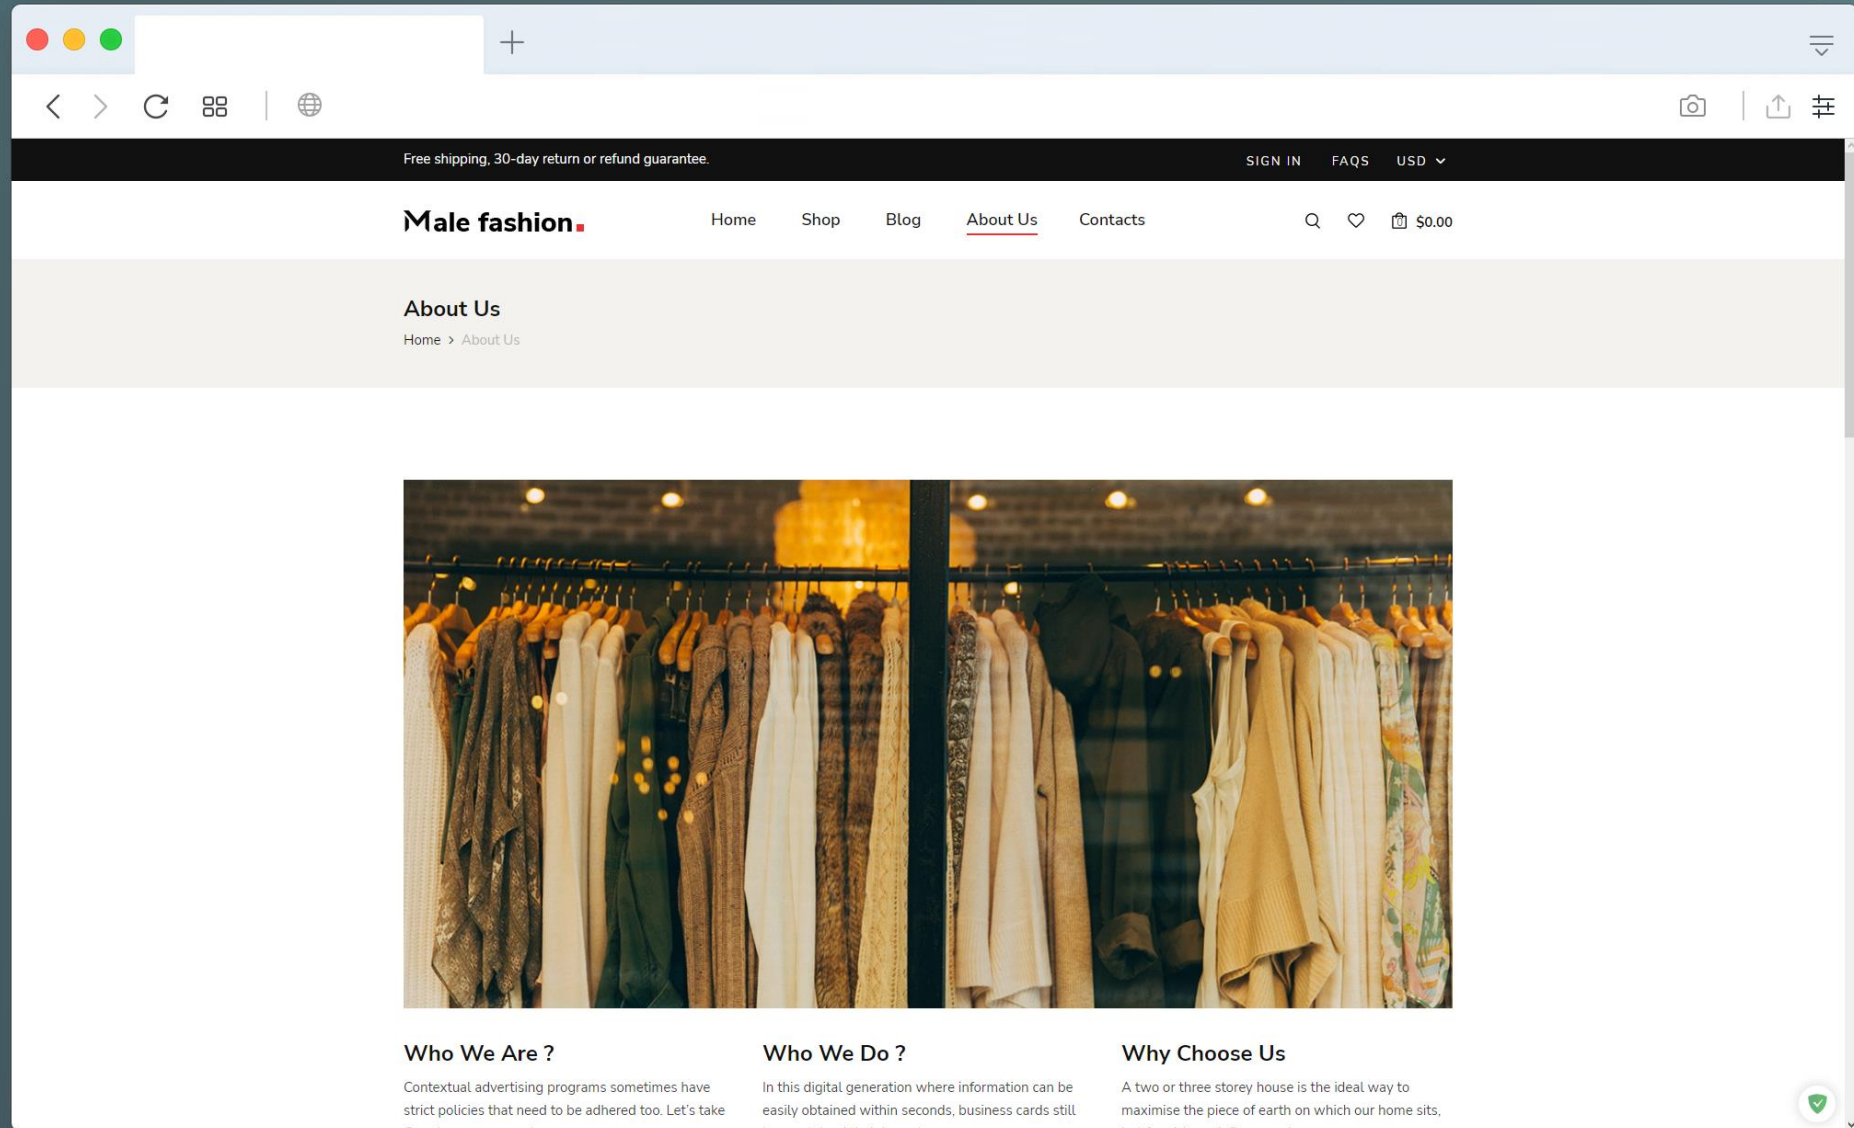 Free shipping, 30-day return or refund guarantee.
SIGN IN FAQS USD
Male fashion.
Home Shop Blog About Us Contacts
0 $0.00
About Us
Home > About Us
Who We Are ?
Contextual advertising programs sometimes have
strict policies that need to be adhered too. Let's take
Who We Do ?
In this digital generation where information can be
easily obtained within seconds, business cards still
Why Choose Us
A two or three storey house is the ideal way to
maximise the piece of earth on which our home sits,